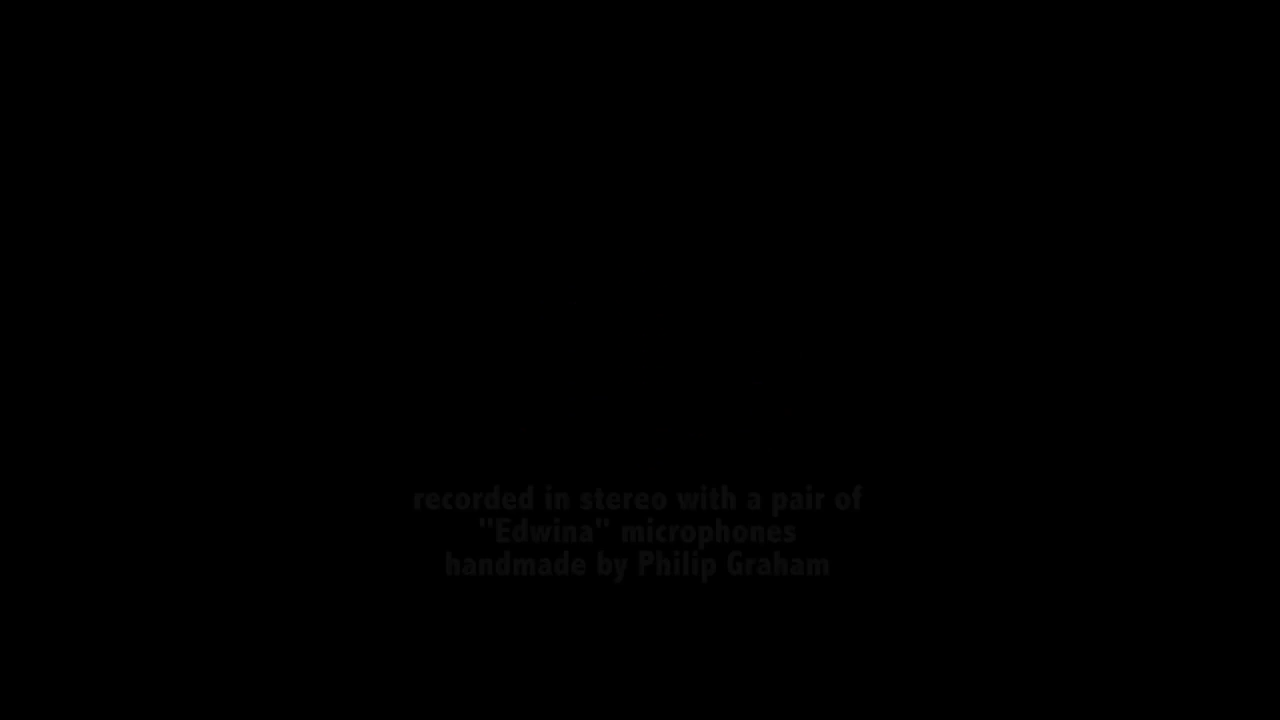 recorded in stereo with a pair of
"Edwina" microphones
handmade by Philip Graham